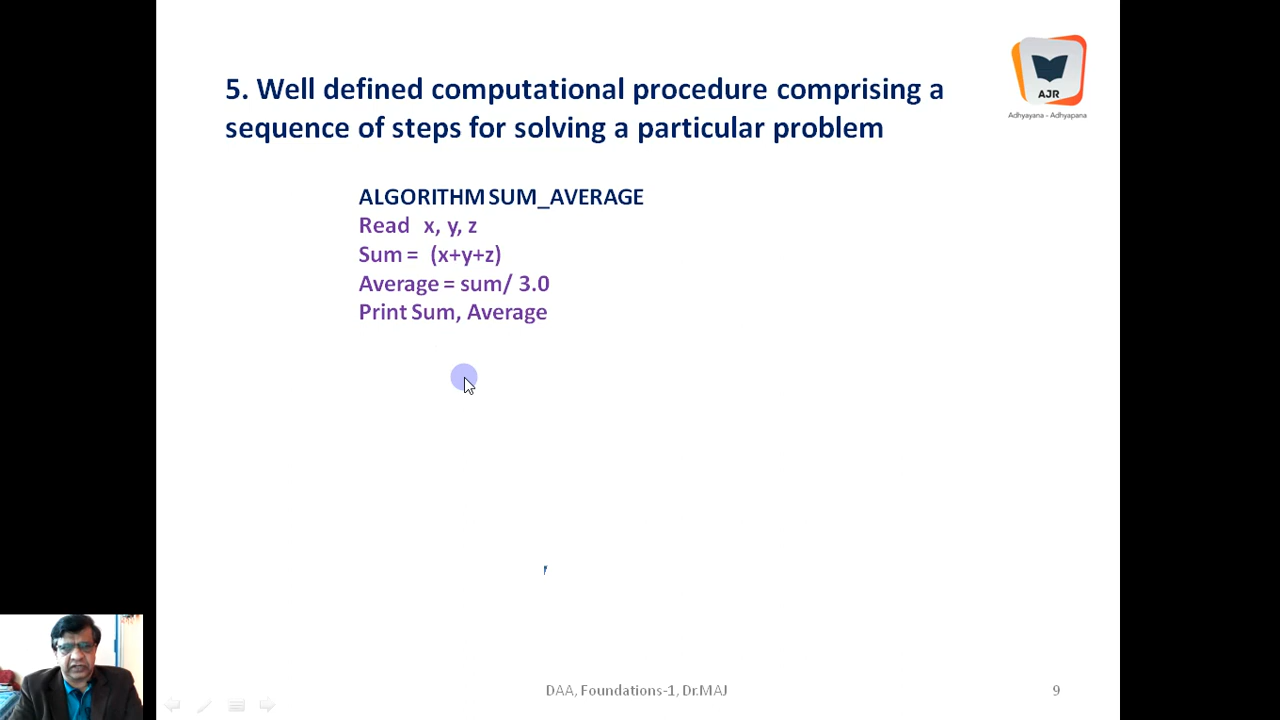 AJR
Adhyayana - Adhyapana
5. Well defined computational procedure comprising a
sequence of steps for solving a particular problem
ALGORITHM SUM_AVERAGE
Read x, y, z
Sum = (x+y+z)
Average = sum/ 3.0
Print Sum, Average
DAA, Foundations-1, Dr.MAJ
9